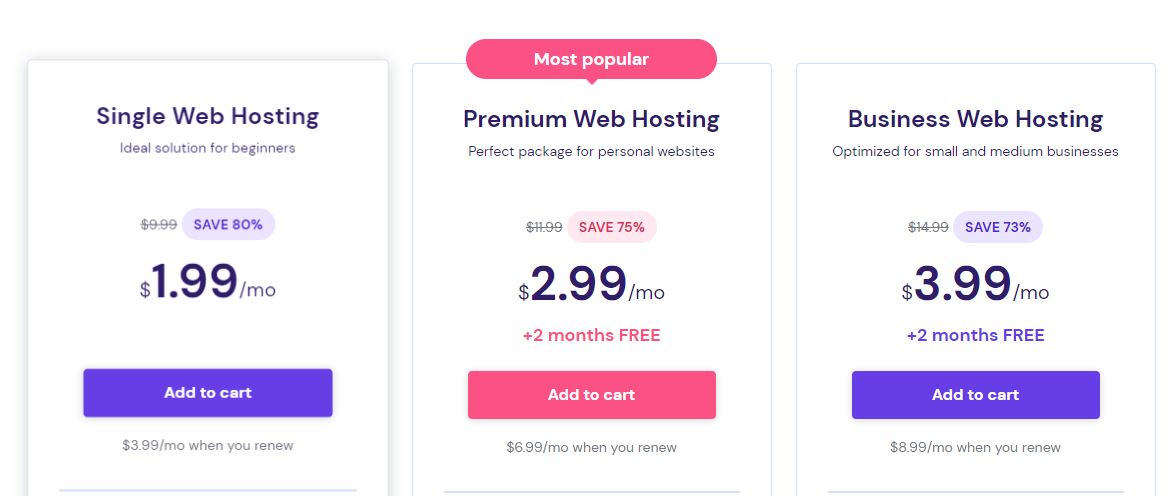 Single Web Hosting
Ideal solution for beginners
$9.99 SAVE 80%
$1.99/mo
Add to cart
$3.99/mo when you renew
Most popular
Premium Web Hosting
Perfect package for personal websites
$11.99 SAVE 75%
$2.99/mo
+2 months FREE
Add to cart
$6.99/mo when you renew
Business Web Hosting
Optimized for small and medium businesses
$14.99 SAVE 73%
$3.99/mo
+2 months FREE
Add to cart
$8.99/mo when you renew